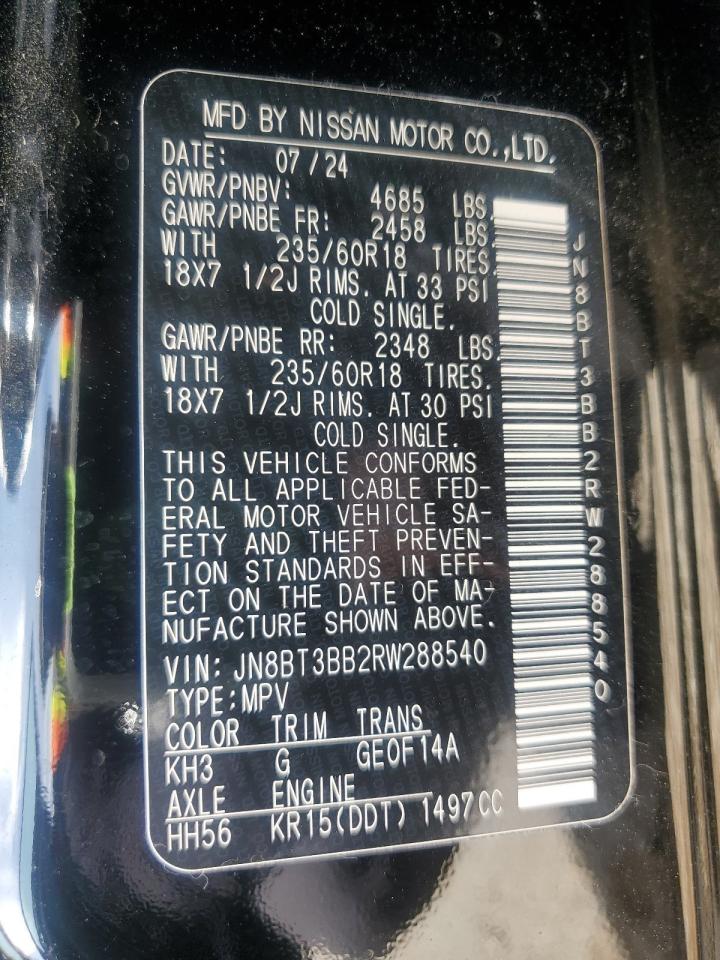 MFD BY NISSAN MOTOR CO.,LTD.
DATE: 07/24
GVWR/PNBV: 4685 LBS.
GAWR/PNBE FR: 2458 LBS.
WITH 235/60R18 TIRES.
18X7 1/2J RIMS. AT 33 PSI
COLD SINGLE.
GAWR/PNBE RR: 2348 LBS.
WITH 235/60R18 TIRES.
18X7 1/2J RIMS. AT 30 PSI
COLD SINGLE.
THIS VEHICLE CONFORMS
TO ALL APPLICABLE FED-
ERAL MOTOR VEHICLE SA-
FETY AND THEFT PREVEN-
TION STANDARDS IN EFF-
ECT ON THE DATE OF MA-
NUFACTURE SHOWN ABOVE.
VIN: JN8BT3BB2RW288540
TYPE:MPV
COLOR TRIM TRANS
KH3 G GE0F14A
AXLE ENGINE
HH56 KR15(DDT) 1497CC
JN8BT3BB2RW288540